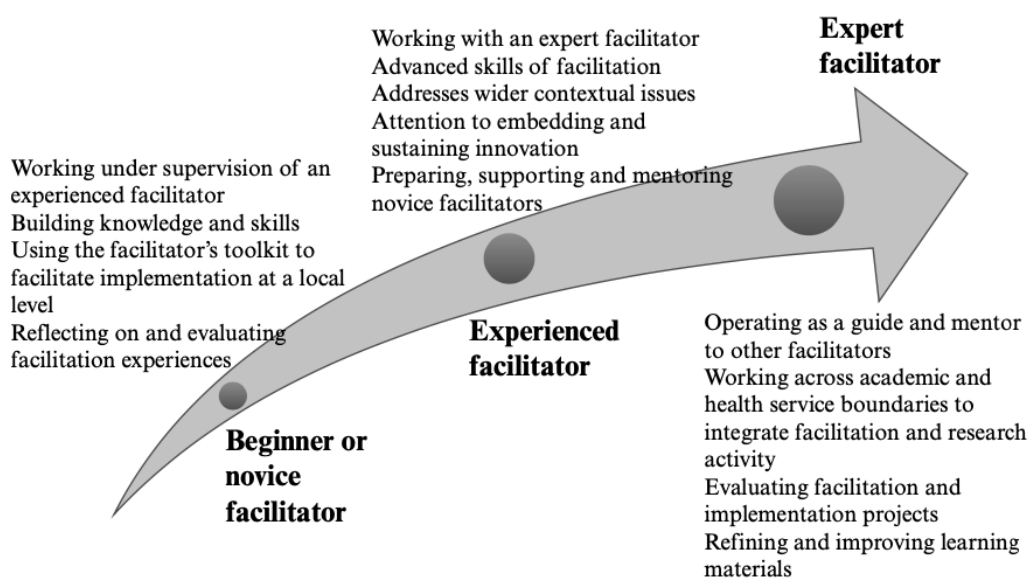 Working under supervision of an
experienced facilitator
Building knowledge and skills
Using the facilitator’s toolkit to
facilitate implementation at a local
level
Reflecting on and evaluating
facilitation experiences
Beginner or
novice
facilitator
Working with an expert facilitator
Advanced skills of facilitation
Addresses wider contextual issues
Attention to embedding and
sustaining innovation
Preparing, supporting and mentoring
novice facilitators
Experienced
facilitator
Expert
facilitator
Operating as a guide and mentor
to other facilitators
Working across academic and
health service boundaries to
integrate facilitation and research
activity
Evaluating facilitation and
implementation projects
Refining and improving learning
materials